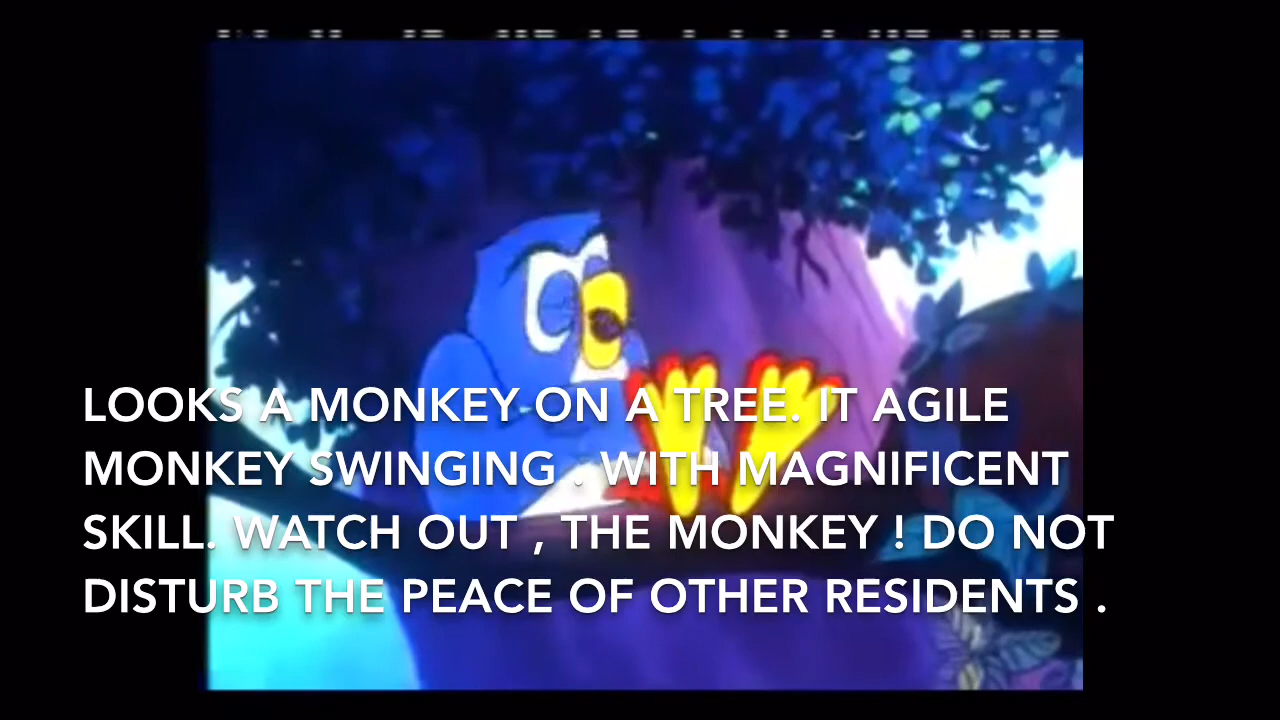 LOOKS A MONKEY ON A TREE. IT AGILE
MONKEY SWINGING . WITH MAGNIFICENT
SKILL. WATCH OUT , THE MONKEY ! DO NOT
DISTURB THE PEACE OF OTHER RESIDENTS .